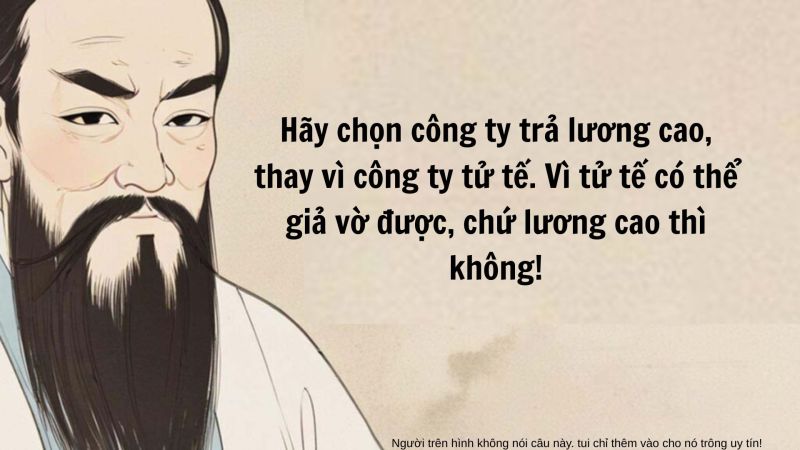 Hãy chọn công ty trả lương cao,
thay vì công ty tử tế. Vì tử tế có thể
giả vờ được, chứ lương cao thì
không!
Người trên hình không nói câu này. tui chỉ thêm vào cho nó trông uy tín!